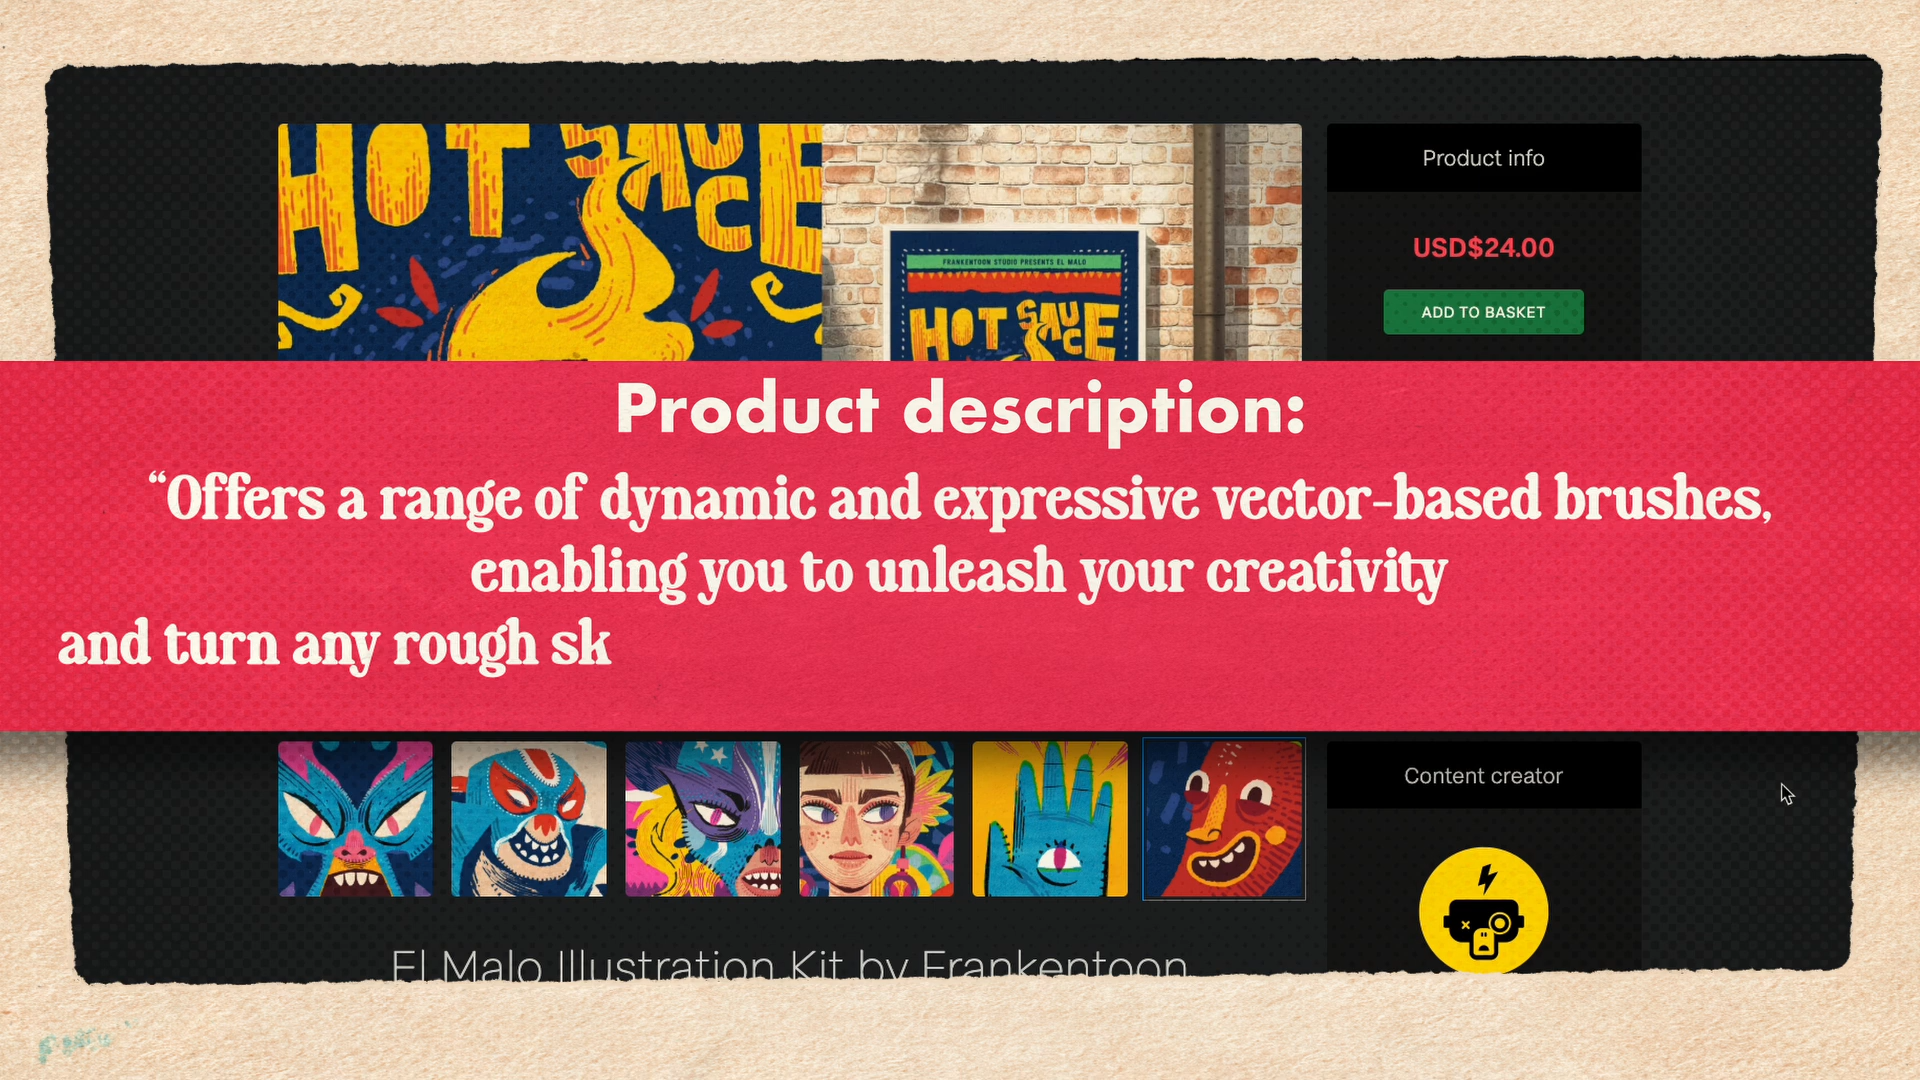 HOT SAUCE
Product info
USD$24.00
ADD TO BASKET
FRANKENTOON STUDIO PRESENTS EL MALO
HOT SAUCE
Product description:
“Offers a range of dynamic and expressive vector-based brushes,
enabling you to unleash your creativity
and turn any rough sk
Content creator
El Malo Illustration Kit by Frankentoon